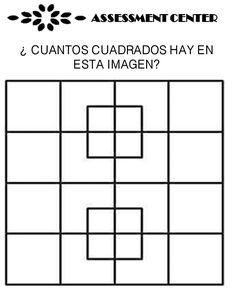 ASSESSMENT CENTER
¿ CUANTOS CUADRADOS HAY EN
ESTA IMAGEN?